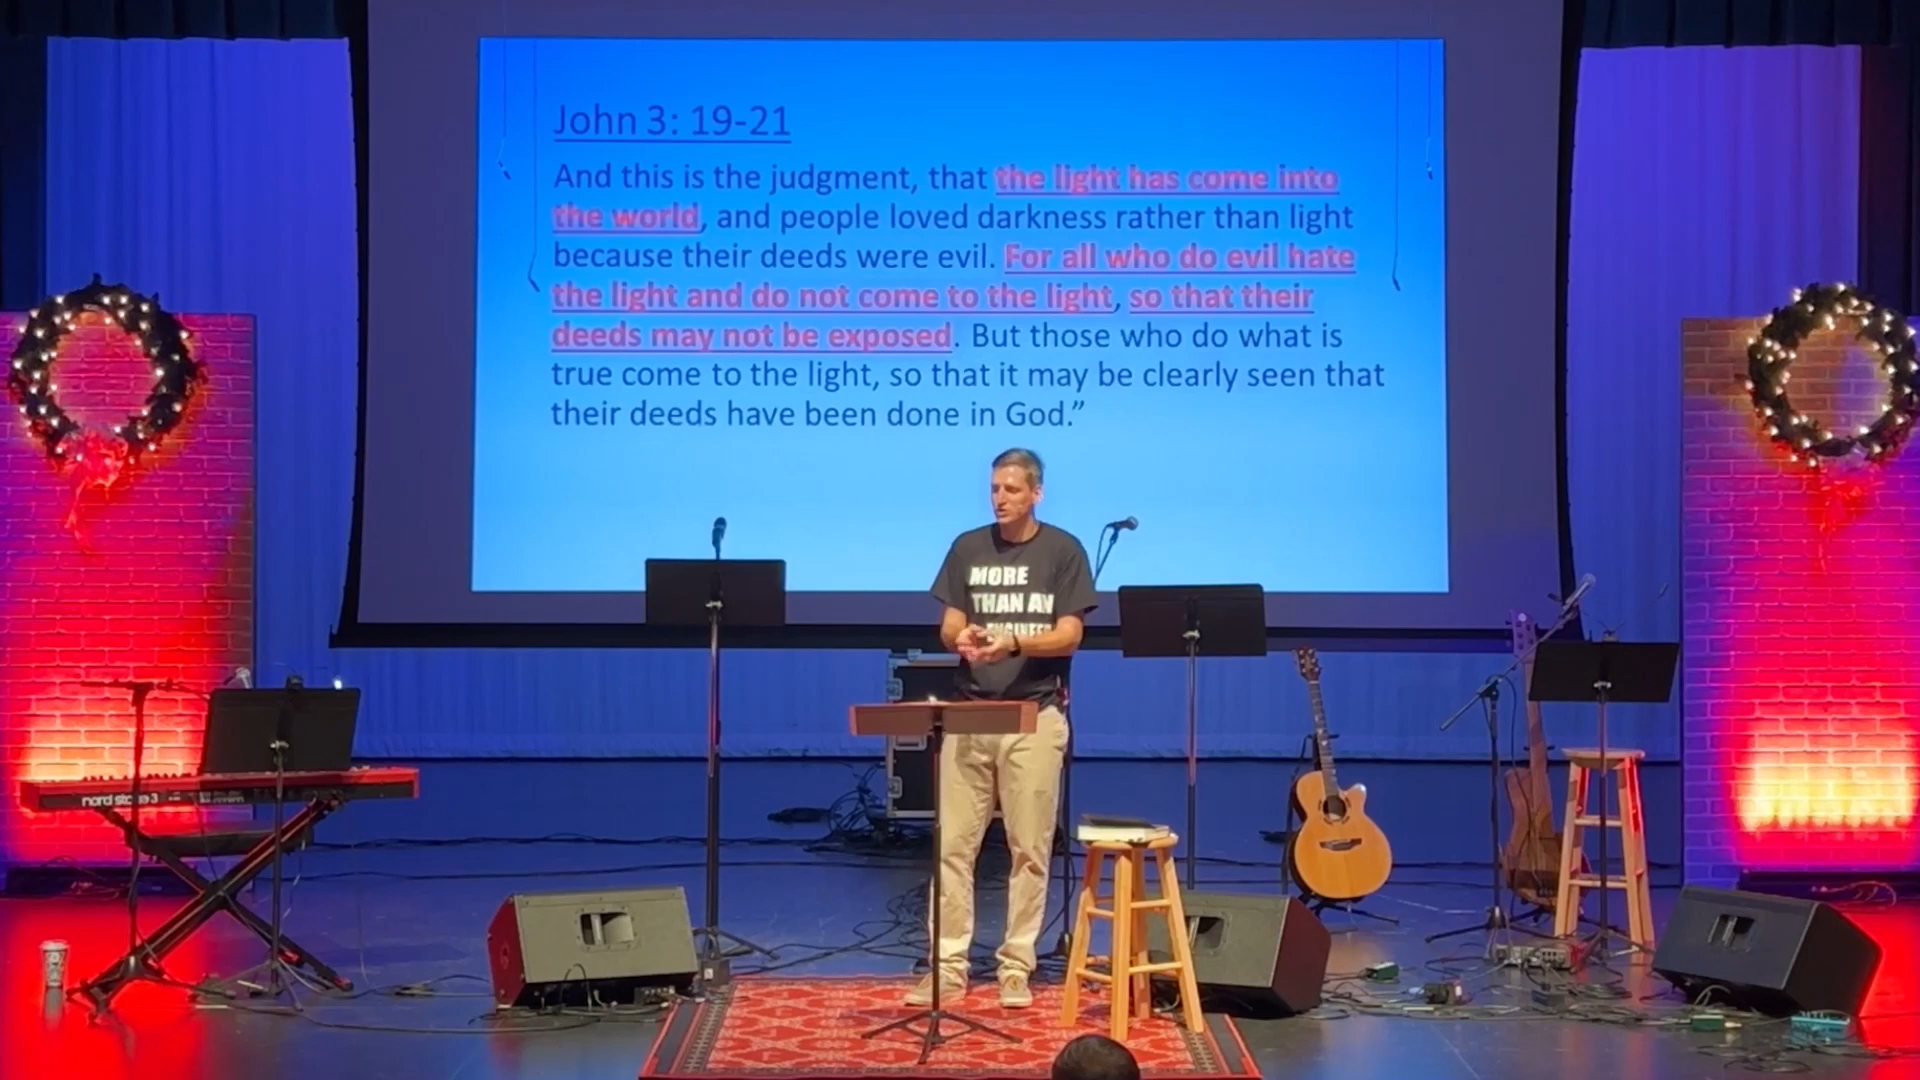 John 3: 19-21
And this is the judgment, that the light has come into
the world, and people loved darkness rather than light
because their deeds were evil. For all who do evil hate
the light and do not come to the light, so that their
deeds may not be exposed. But those who do what is
true come to the light, so that it may be clearly seen that
their deeds have been done in God.”
MORE
THAN AN
ENGINEER
nord stage 3